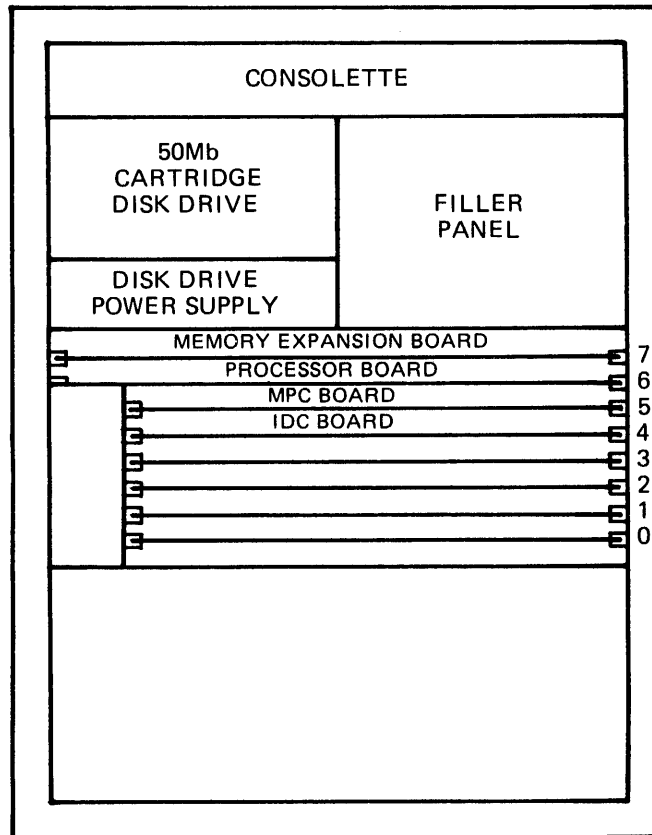 CONSOLETTE
50Mb
CARTRIDGE
DISK DRIVE
FILLER
PANEL
DISK DRIVE
POWER SUPPLY
MEMORY EXPANSION BOARD
7
PROCESSOR BOARD
6
MPC BOARD
5
IDC BOARD
4
3
2
1
0